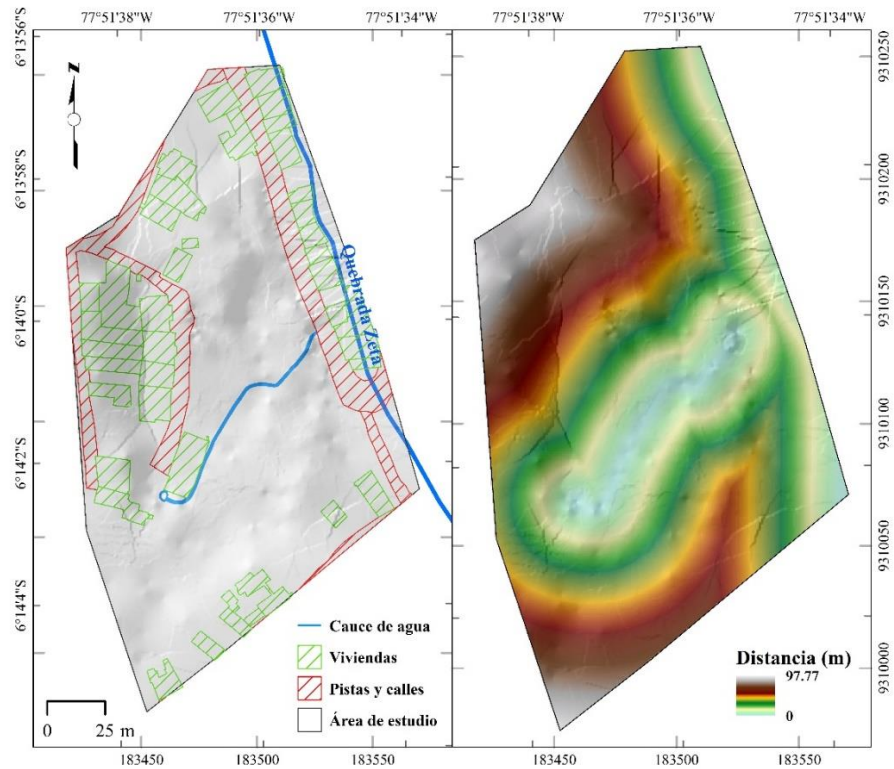 77°51'38"W
77°51'36"W
77°51'34"W
77°51'38"W
77°51'36"W
77°51'34"W
6°13'56"S
6°13'58"S
6°14'0"S
6°14'2"S
6°14'4"S
Z
Quebrada Zeta
Cauce de agua
Viviendas
Pistas y calles
Área de estudio
0
25 m
183450
183500
183550
9310250
9310200
9310150
9310100
9310050
9310000
Distancia (m)
97.77
0
183450
183500
183550